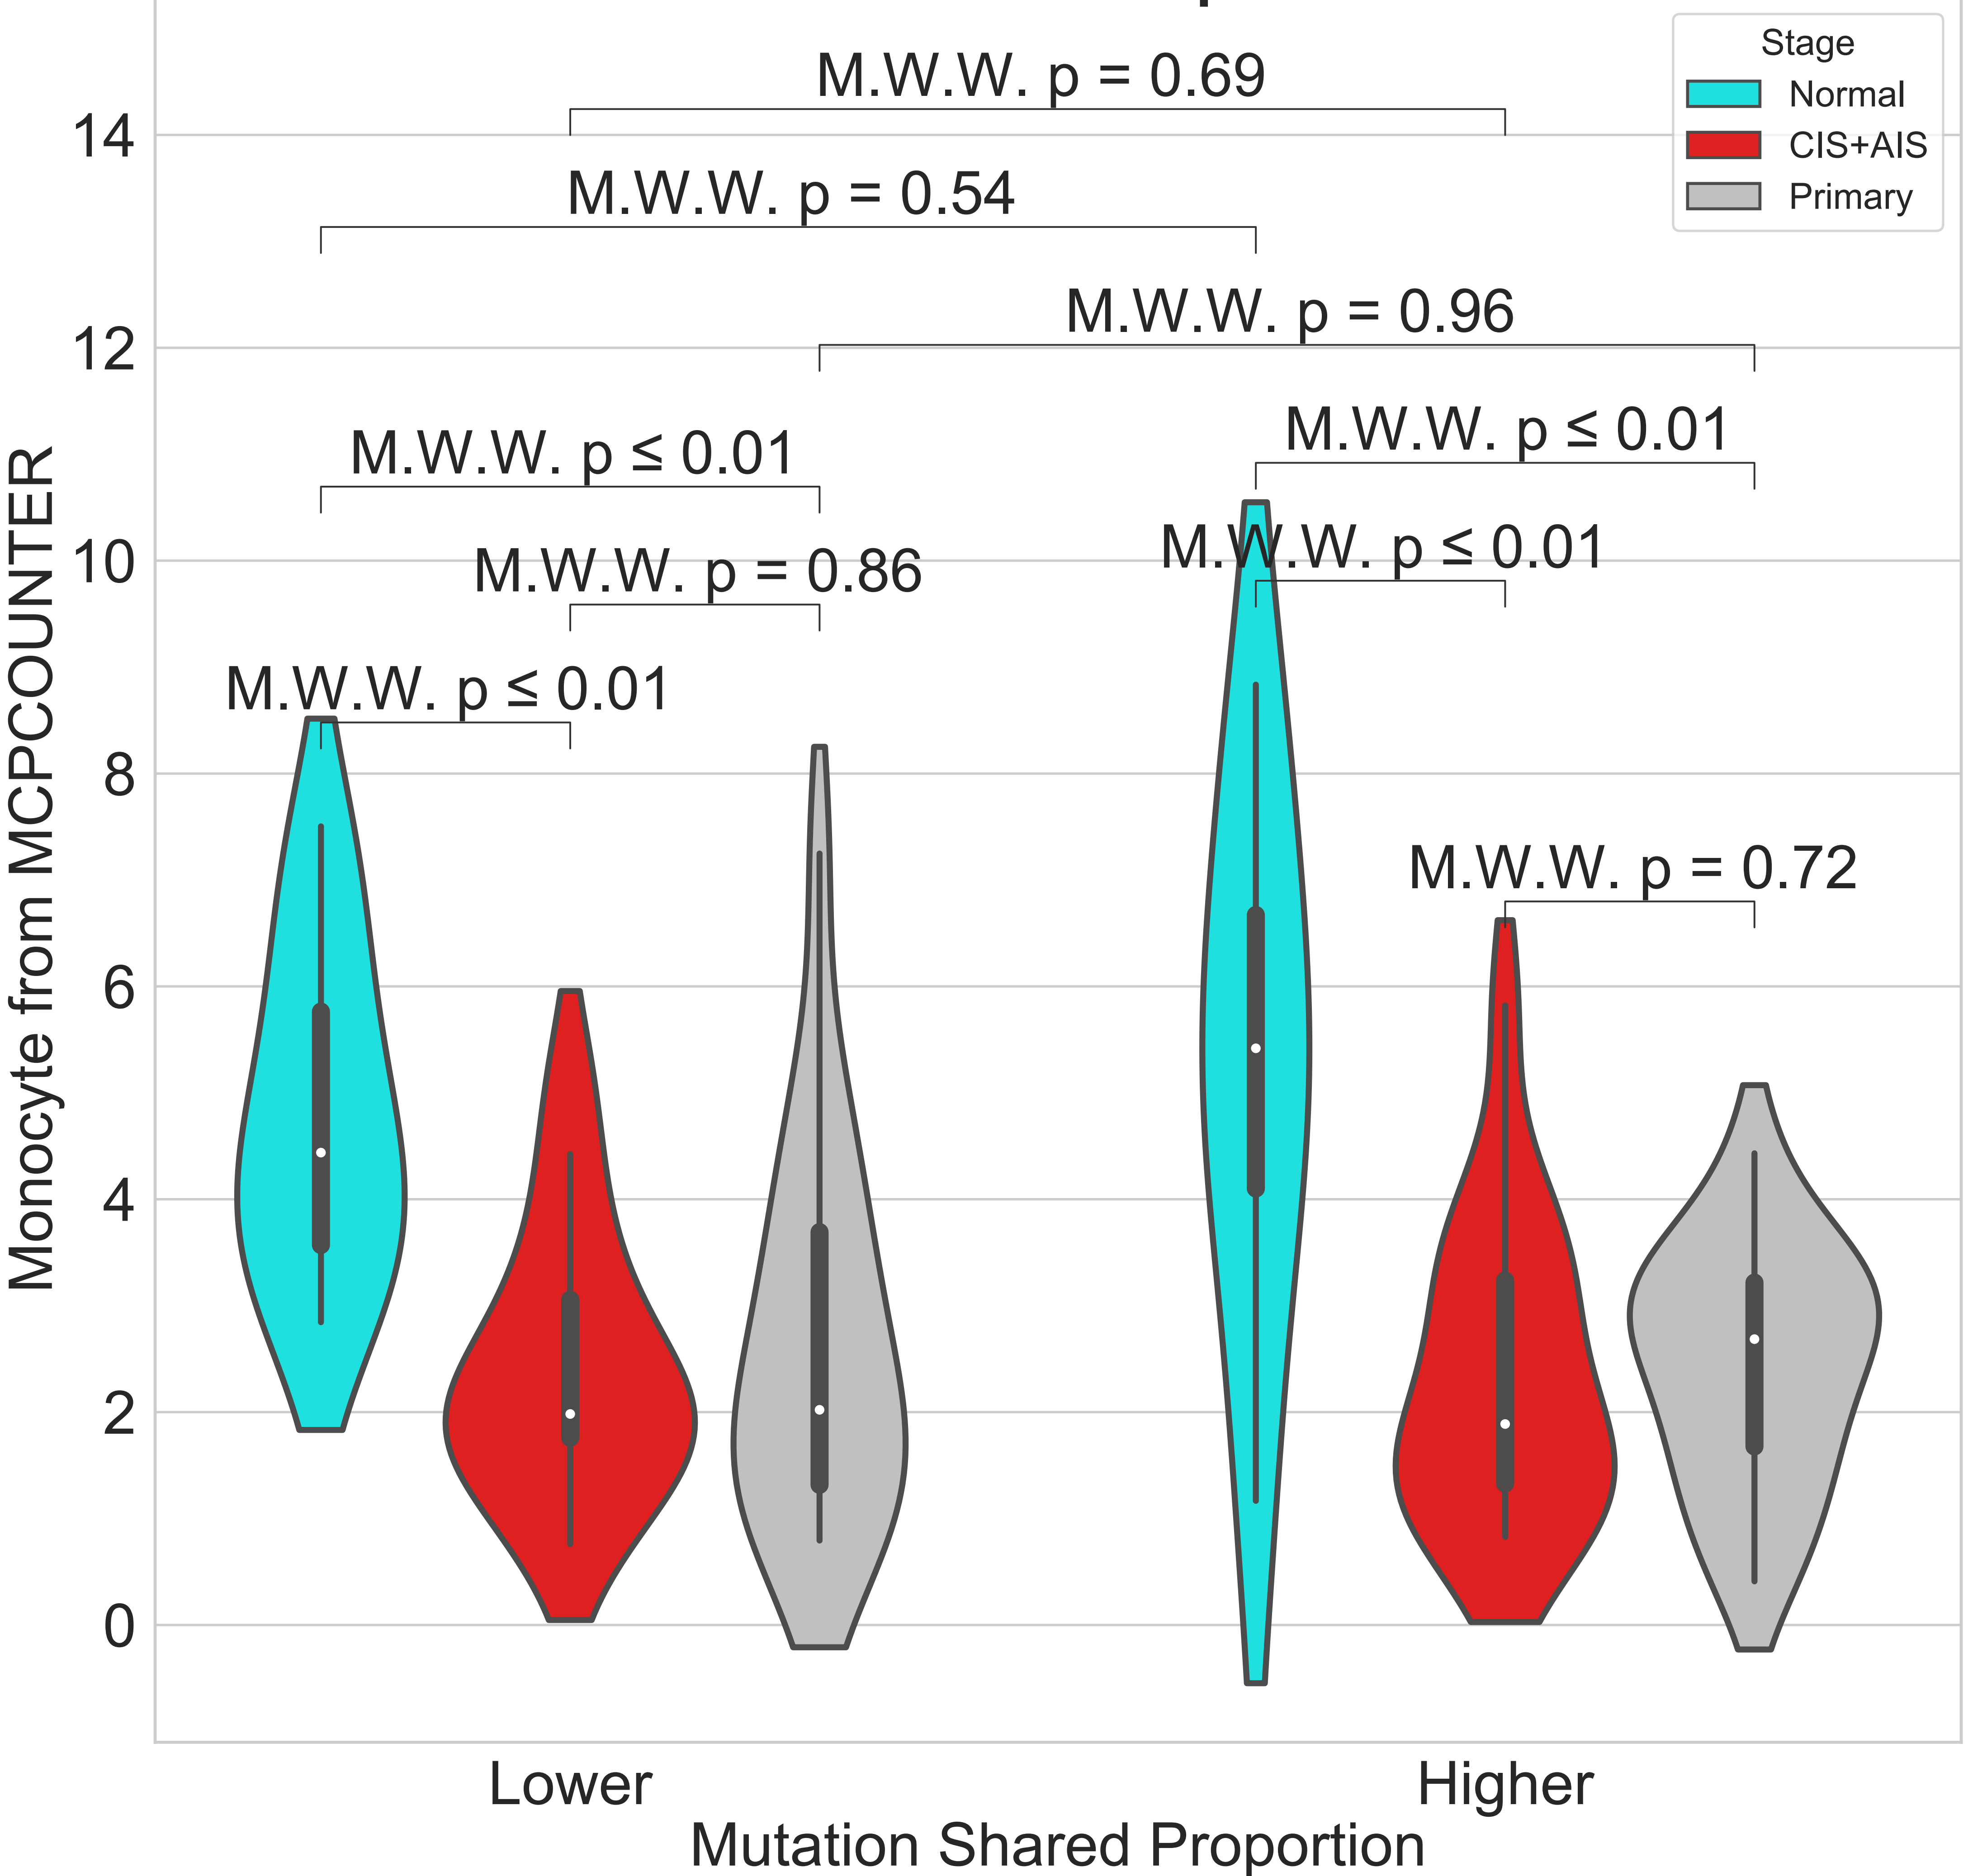 Stage
Normal
CIS+AIS
Primary
M.W.W. p = 0.69
M.W.W. p = 0.54
M.W.W. p = 0.96
M.W.W. p ≤ 0.01
M.W.W. p ≤ 0.01
M.W.W. p ≤ 0.01
M.W.W. p = 0.86
M.W.W. p ≤ 0.01
M.W.W. p = 0.72
14
12
10
8
6
4
2
0
Monocyte from MCPCOUNTER
Lower
Higher
Mutation Shared Proportion